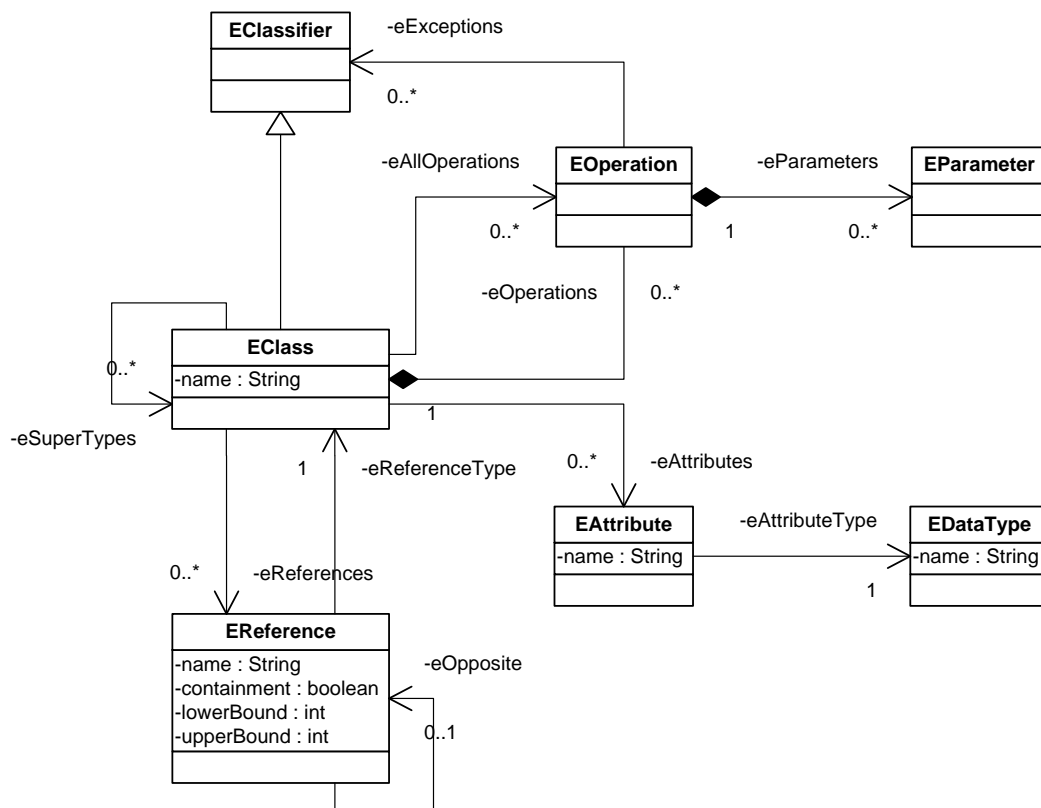 EClassifier
-eExceptions
0..*
-eAllOperations
EOperation
-eParameters
EParameter
0..*
1
0..*
-eOperations
0..*
EClass
-name : String
0..*
-eSuperTypes
1
1
-eReferenceType
0..*
-eAttributes
EAttribute
-name : String
-eAttributeType
1
EDataType
-name : String
0..*
-eReferences
EReference
-name : String
-containment : boolean
-lowerBound : int
-upperBound : int
-eOpposite
0..1